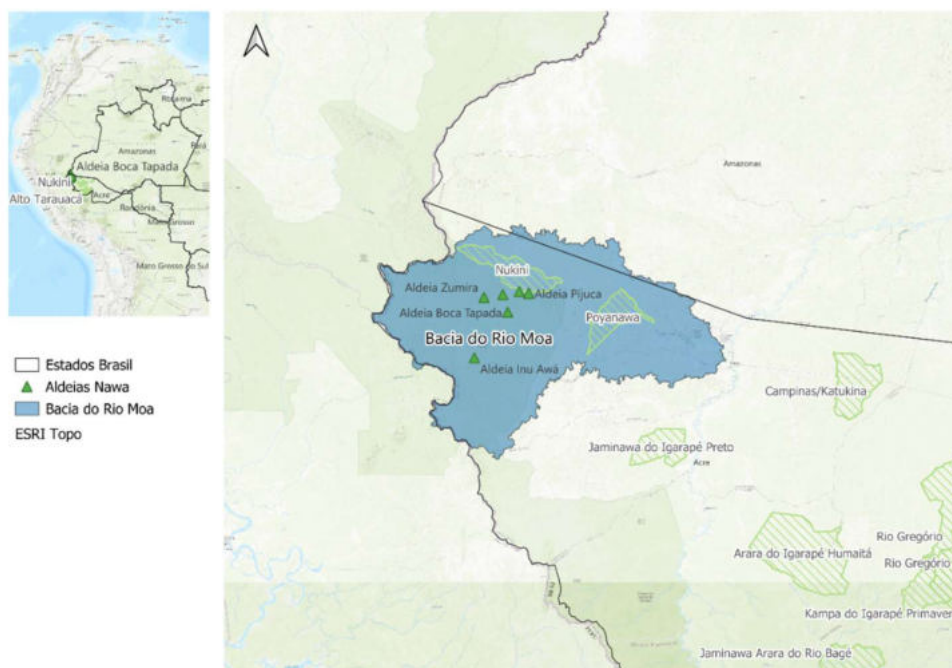 Amazonas
Aldeia Boca Tapada
Nukini
Alto Tarauacá
Acre
Rondônia
Mato Grosso
Mato Grosso do Sul
Estados Brasil
Aldeias Nawa
Bacia do Rio Moa
ESRI Topo
Amazonas
Nukini
Aldeia Zumira
Aldeia Pijuca
Aldeia Boca Tapada
Poyanawa
Bacia do Rio Moa
Aldeia Inu Awá
Campinas/Katukina
Jaminawa do Igarapé Preto
Acre
Rio Gregório
Arara do Igarapé Humaitá
Rio Gregório
Kampa do Igarapé Primaver
Jaminawa Arara do Rio Bagé